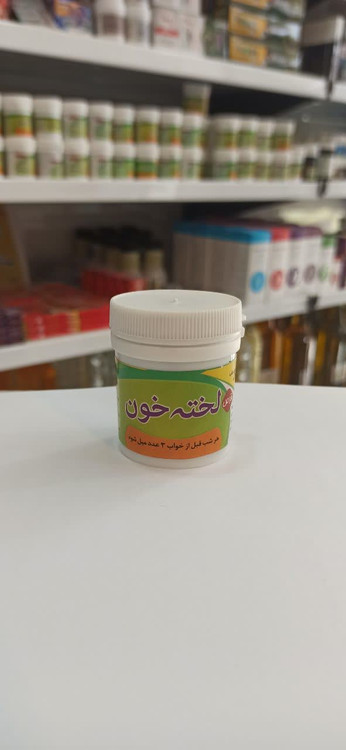 لخته خون
هر شب قبل از خواب ۳ عدد میل شود